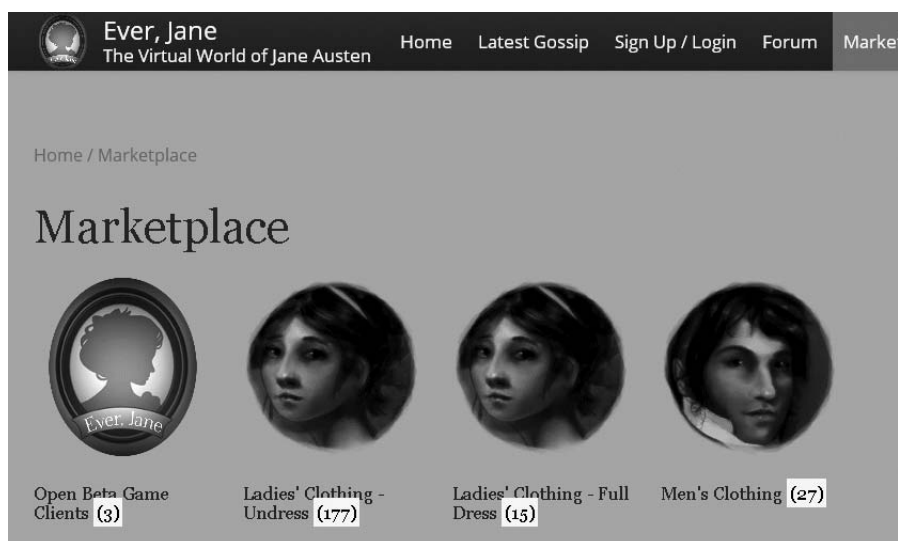 Ever, Jane
The Virtual World of Jane Austen
Home Latest Gossip Sign Up / Login Forum Market
Home / Marketplace
Marketplace
Ever, Jane
Open Beta Game
Clients (3)
Ladies' Clothing -
Undress (177)
Ladies' Clothing - Full
Dress (15)
Men's Clothing (27)